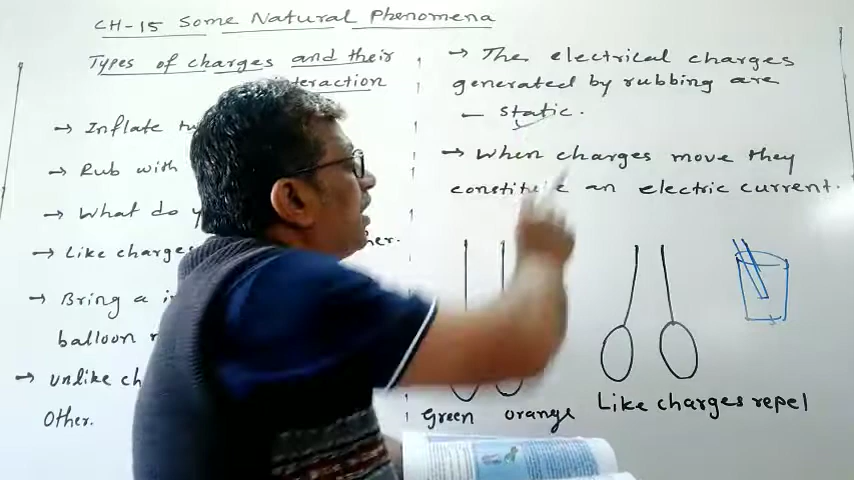 CH-15 Some Natural Phenomena
Types of charges and their
interaction
→ Inflate
→ Rub with
→ What do
→ Like charges
→ Bring a
balloon
→ unlike
Other.
→ The electrical charges
generated by rubbing are
– static.
→ When charges move they
constitute an electric current.
Green orange
Like charges repel